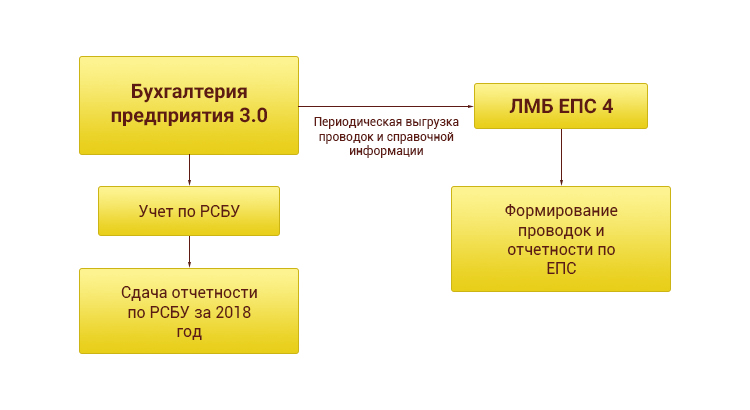 Бухгалтерия
предприятия 3.0
ЛМБ ЕПС 4
Периодическая выгрузка
проводок и справочной
информации
Учет по РСБУ
Формирование
проводок и
отчетности по
ЕПС
Сдача отчетности
по РСБУ за 2018
год